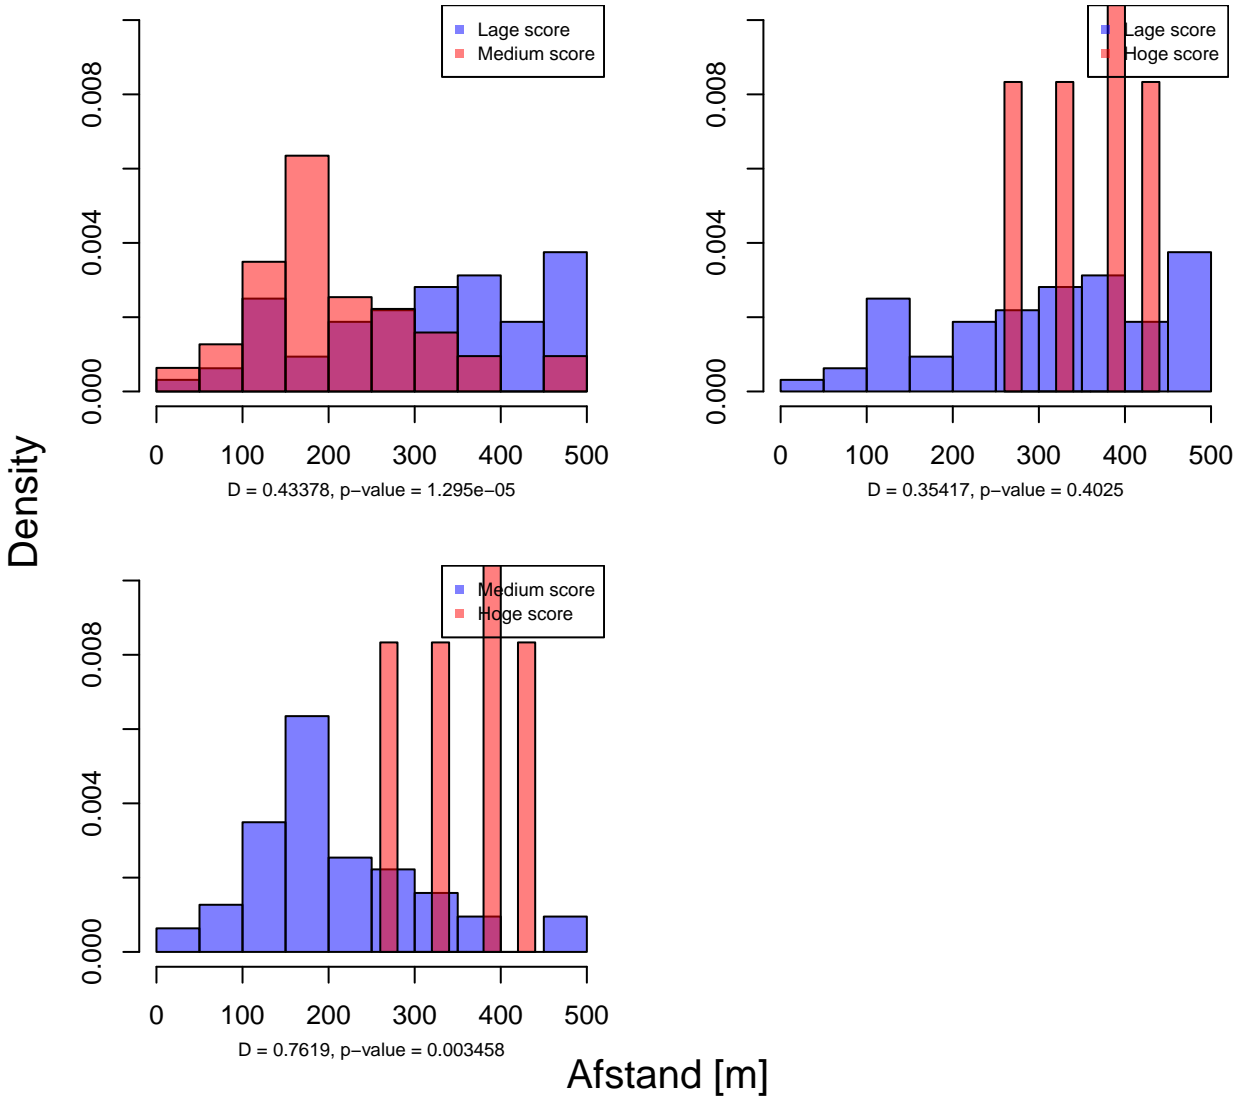 Lage score
Medium score
0.000 0.004 0.008
0 100 200 300 400 500
D = 0.43378, p−value = 1.295e−05
Lage score
Hoge score
0.000 0.004 0.008
0 100 200 300 400 500
D = 0.35417, p−value = 0.4025
Density
Medium score
Hoge score
0.000 0.004 0.008
0 100 200 300 400 500
D = 0.7619, p−value = 0.003458
Afstand [m]